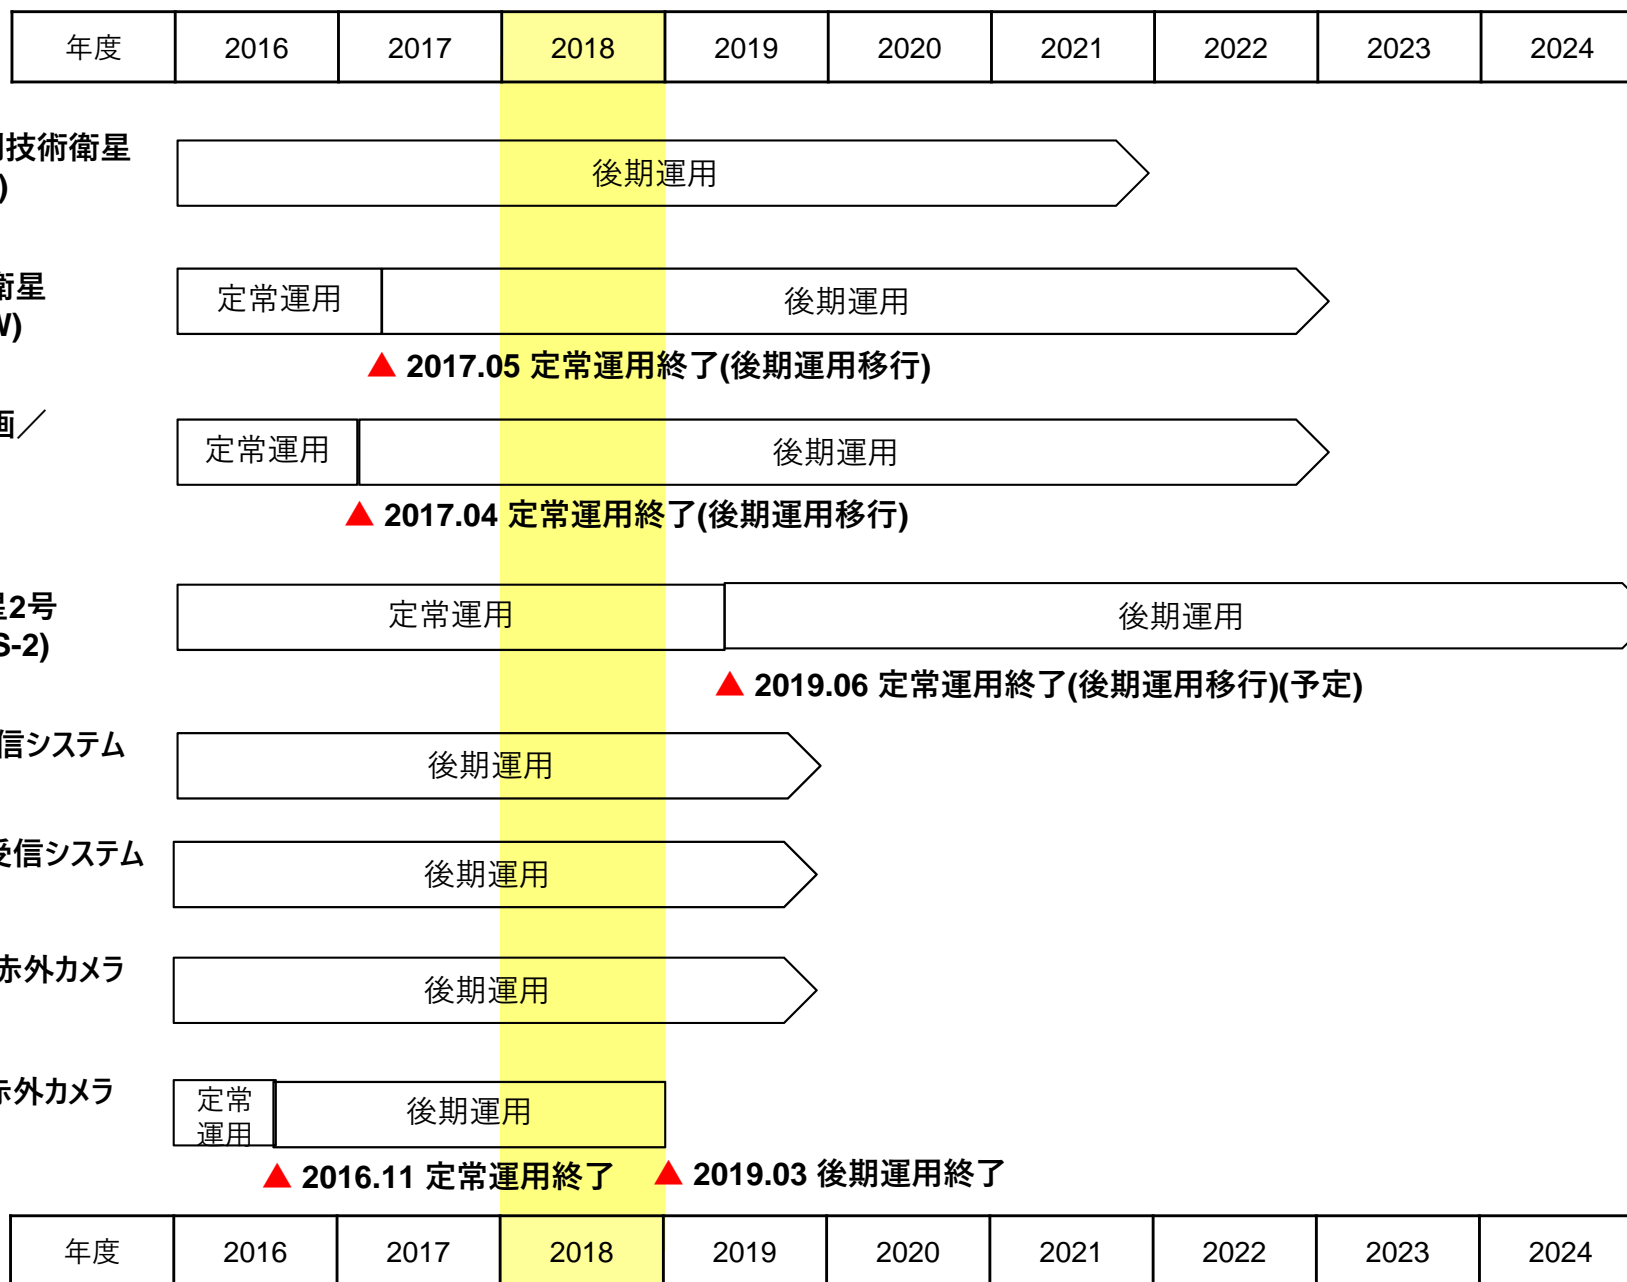 年度 2016 2017 2018 2019 2020 2021 2022 2023 2024
技術衛星
)
後期運用
衛星
W)
定常運用 後期運用
▲ 2017.05 定常運用終了(後期運用移行)
画／
定常運用 後期運用
▲ 2017.04 定常運用終了(後期運用移行)
星2号
S-2)
定常運用 後期運用
▲ 2019.06 定常運用終了(後期運用移行)(予定)
信システム
後期運用
受信システム
後期運用
赤外カメラ
後期運用
赤外カメラ
定常
運用
後期運用
▲ 2016.11 定常運用終了 ▲ 2019.03 後期運用終了
年度 2016 2017 2018 2019 2020 2021 2022 2023 2024